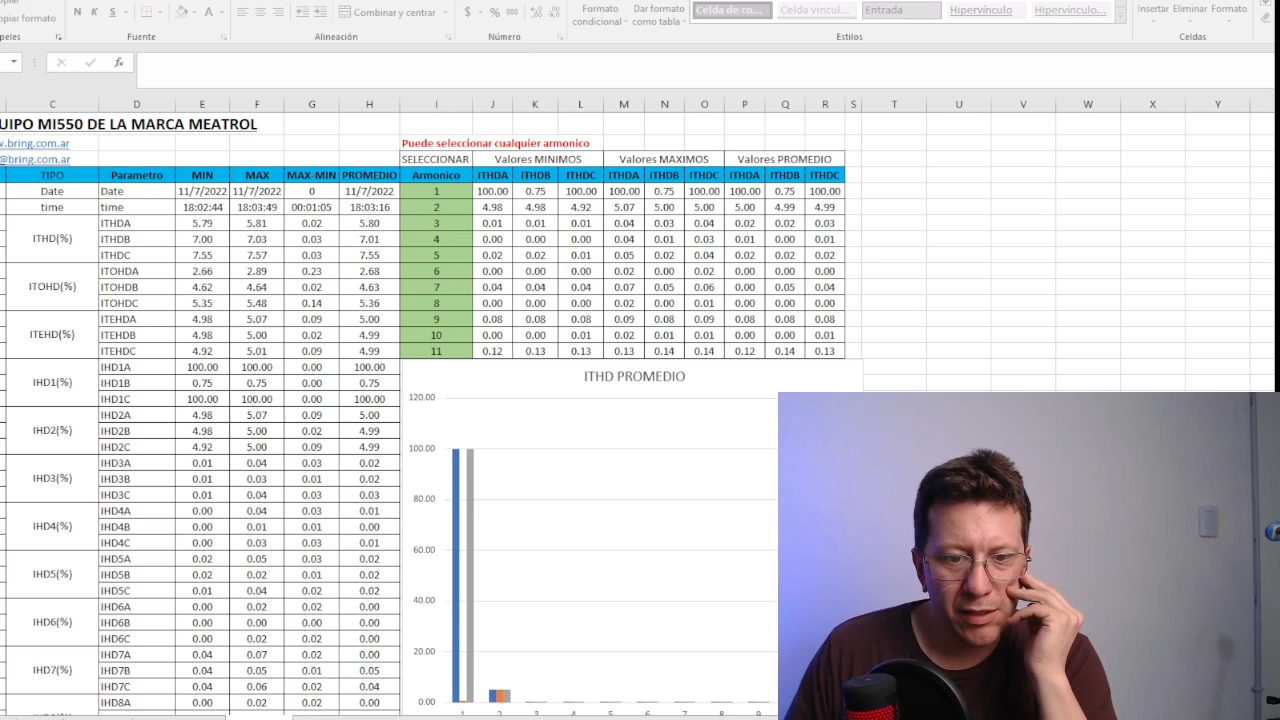 opiar formato
N K S
Combinar y centrar
$ % 000
Formato condicional
Dar formato como tabla
Celda de co...
Celda vincul...
Entrada
Hipervínculo
Hipervínculo...
Insertar Eliminar Formato
peles Fuente Alineación Número Estilos Celdas
fx
C D E F G H I J K L M N O P Q R S T U V W X Y
UIPO MI550 DE LA MARCA MEATROL
v.bring.com.ar Puede seleccionar cualquier armonico
@bring.com.ar SELECCIONAR Valores MINIMOS Valores MAXIMOS Valores PROMEDIO
TIPO Parametro MIN MAX MAX-MIN PROMEDIO Armonico ITHDA ITHDB ITHDC ITHDA ITHDB ITHDC ITHDA ITHDB ITHDC
Date Date 11/7/2022 11/7/2022 0 11/7/2022 1 100.00 0.75 100.00 100.00 0.75 100.00 100.00 0.75 100.00
time time 18:02:44 18:03:49 00:01:05 18:03:16 2 4.98 4.98 4.92 5.07 5.00 5.00 5.00 4.99 4.99
ITHDA 5.79 5.81 0.02 5.80 3 0.01 0.01 0.01 0.04 0.03 0.04 0.02 0.02 0.03
ITHD(%) ITHDB 7.00 7.03 0.03 7.01 4 0.00 0.00 0.00 0.04 0.01 0.03 0.01 0.00 0.01
ITHDC 7.55 7.57 0.03 7.55 5 0.02 0.02 0.01 0.05 0.02 0.04 0.02 0.02 0.02
ITOHDA 2.66 2.89 0.23 2.68 6 0.00 0.00 0.00 0.02 0.00 0.02 0.00 0.00 0.00
ITOHD(%) ITOHDB 4.62 4.64 0.02 4.63 7 0.04 0.04 0.04 0.07 0.05 0.06 0.00 0.05 0.04
ITOHDC 5.35 5.48 0.14 5.36 8 0.00 0.00 0.00 0.02 0.00 0.01 0.00 0.00 0.00
ITEHDA 4.98 5.07 0.09 5.00 9 0.08 0.08 0.08 0.09 0.08 0.09 0.08 0.08 0.08
ITEHD(%) ITEHDB 4.98 5.00 0.02 4.99 10 0.00 0.00 0.01 0.02 0.01 0.01 0.00 0.00 0.01
ITEHDC 4.92 5.01 0.09 4.99 11 0.12 0.13 0.13 0.13 0.14 0.14 0.12 0.14 0.13
IHD1A 100.00 100.00 0.00 100.00
IHD1(%) IHD1B 0.75 0.75 0.00 0.75
IHD1C 100.00 100.00 0.00 100.00
IHD2A 4.98 5.07 0.09 5.00
IHD2(%) IHD2B 4.98 5.00 0.02 4.99
IHD2C 4.92 5.00 0.09 4.99
IHD3A 0.01 0.04 0.03 0.02
IHD3(%) IHD3B 0.01 0.03 0.01 0.02
IHD3C 0.01 0.04 0.03 0.03
IHD4A 0.00 0.04 0.03 0.01
IHD4(%) IHD4B 0.00 0.01 0.01 0.00
IHD4C 0.00 0.03 0.03 0.01
IHD5A 0.02 0.05 0.03 0.02
IHD5(%) IHD5B 0.02 0.02 0.01 0.02
IHD5C 0.01 0.04 0.02 0.02
IHD6A 0.00 0.02 0.02 0.00
IHD6(%) IHD6B 0.00 0.00 0.00 0.00
IHD6C 0.00 0.02 0.02 0.00
IHD7A 0.04 0.07 0.02 0.00
IHD7(%) IHD7B 0.04 0.05 0.01 0.05
IHD7C 0.04 0.06 0.02 0.04
IHD8A 0.00 0.02 0.02 0.00
ITHD PROMEDIO
120.00
100.00
80.00
60.00
40.00
20.00
0.00
1 2 3 4 5 6 7 8 9